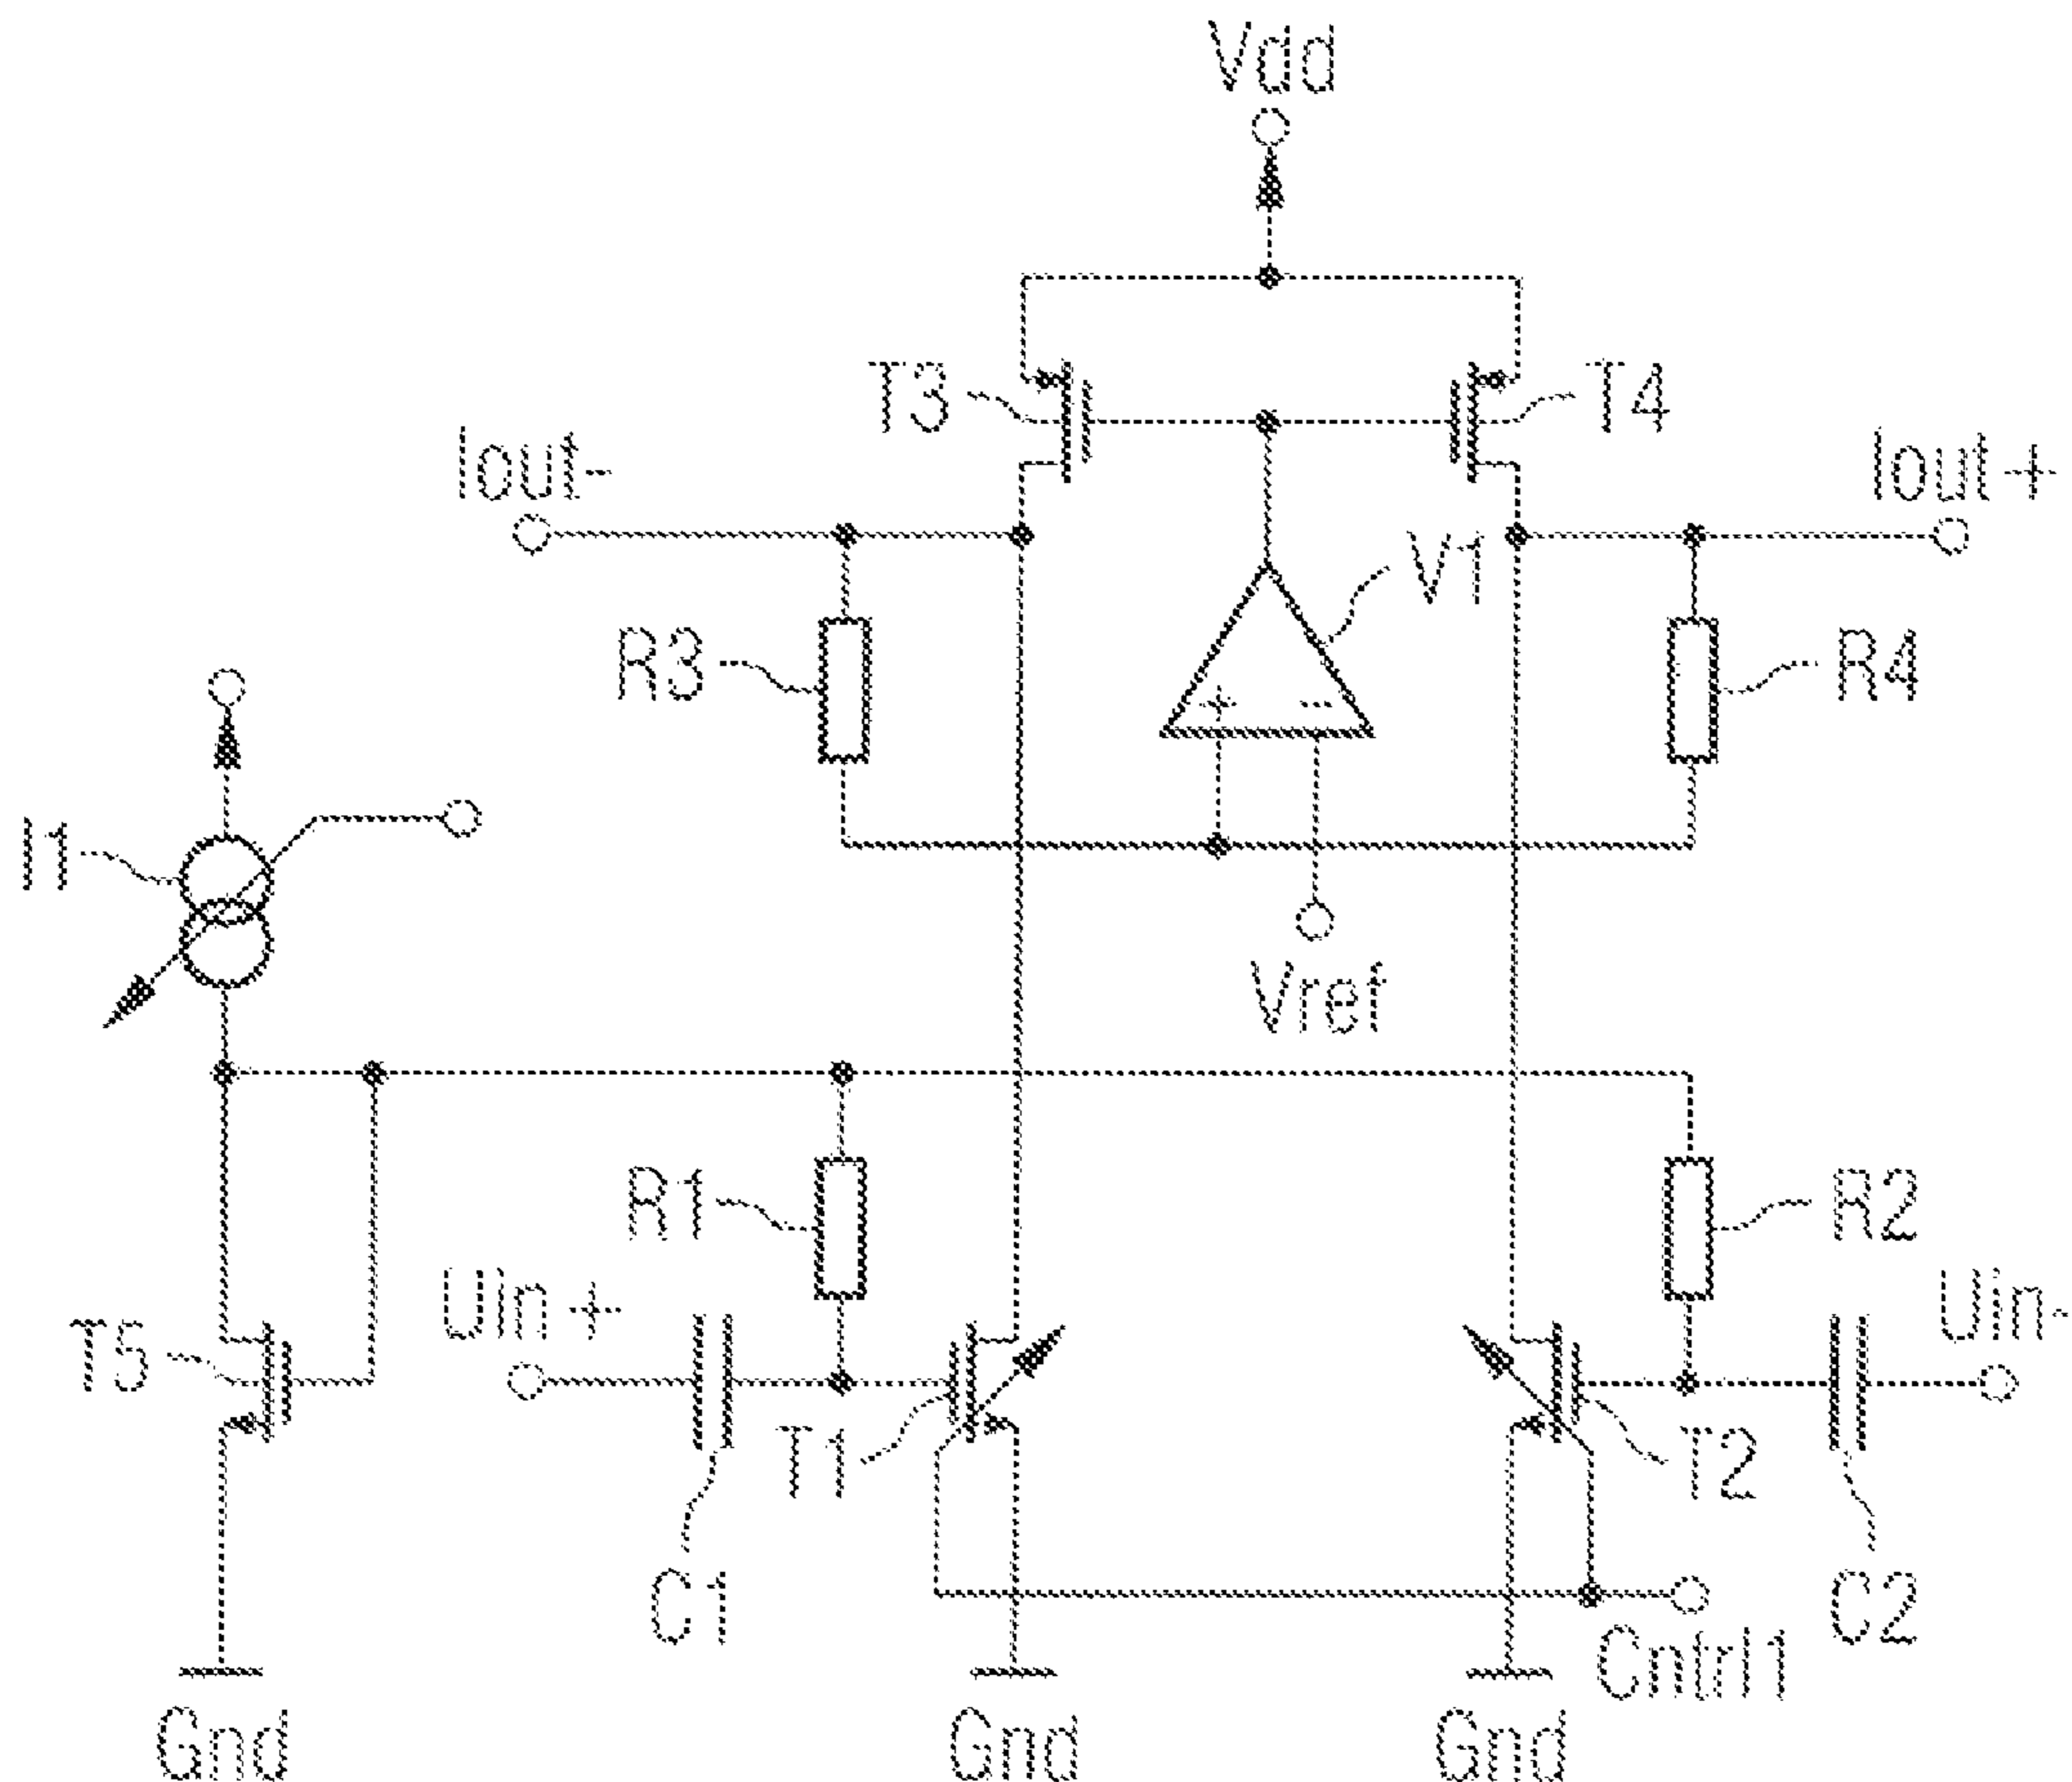 Vdd
T3
T4
Iout-
Iout+
V1
R3
R4
+
-
I1
Vref
R1
R2
Uin+
Uin-
T5
T1
T2
C1
C2
Cntrl1
Gnd
Gnd
Gnd